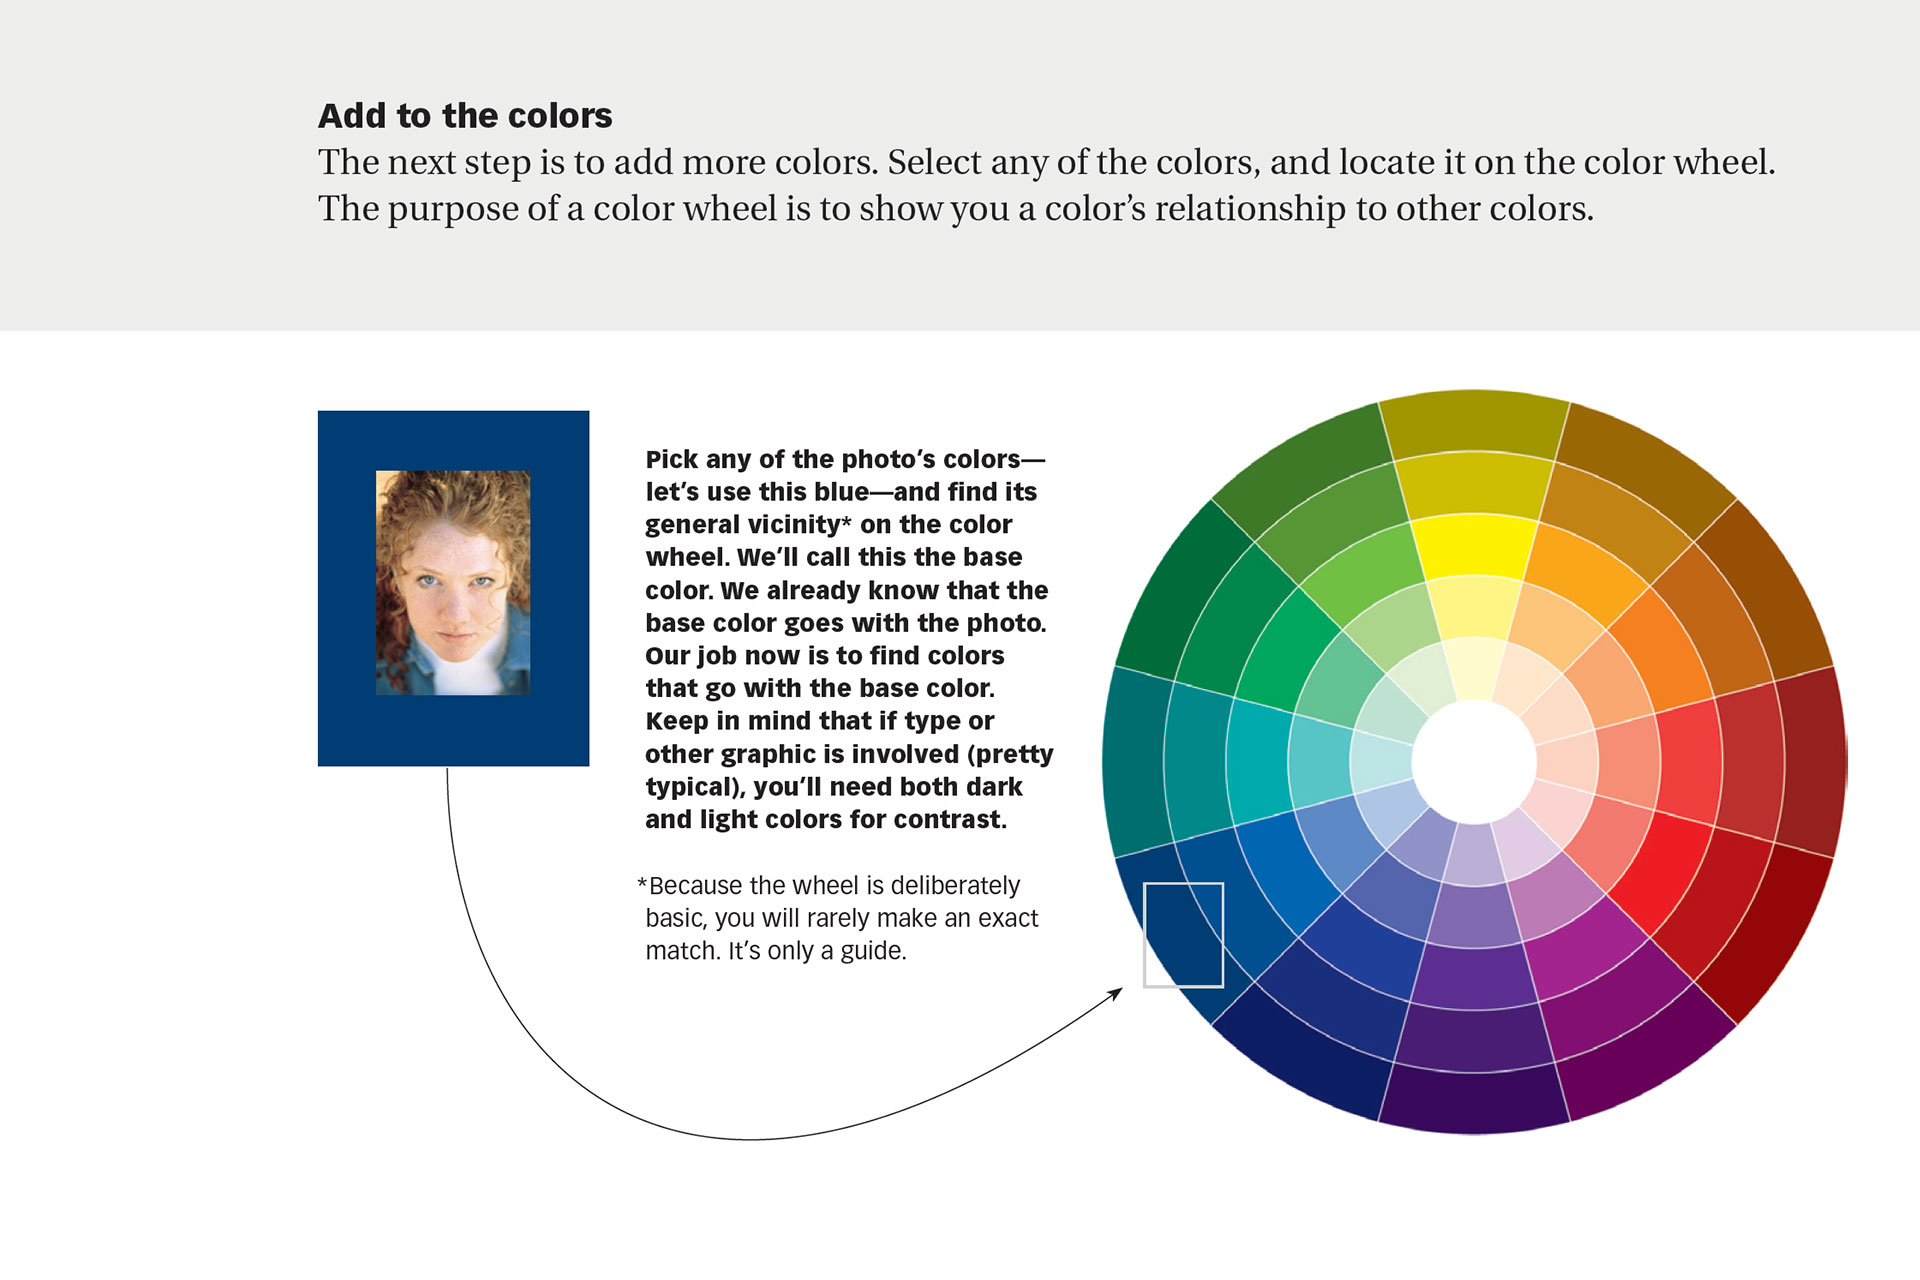 Add to the colors
The next step is to add more colors. Select any of the colors, and locate it on the color wheel.
The purpose of a color wheel is to show you a color’s relationship to other colors.
Pick any of the photo’s colors—
let’s use this blue—and find its
general vicinity* on the color
wheel. We’ll call this the base
color. We already know that the
base color goes with the photo.
Our job now is to find colors
that go with the base color.
Keep in mind that if type or
other graphic is involved (pretty
typical), you’ll need both dark
and light colors for contrast.
*Because the wheel is deliberately
basic, you will rarely make an exact
match. It’s only a guide.